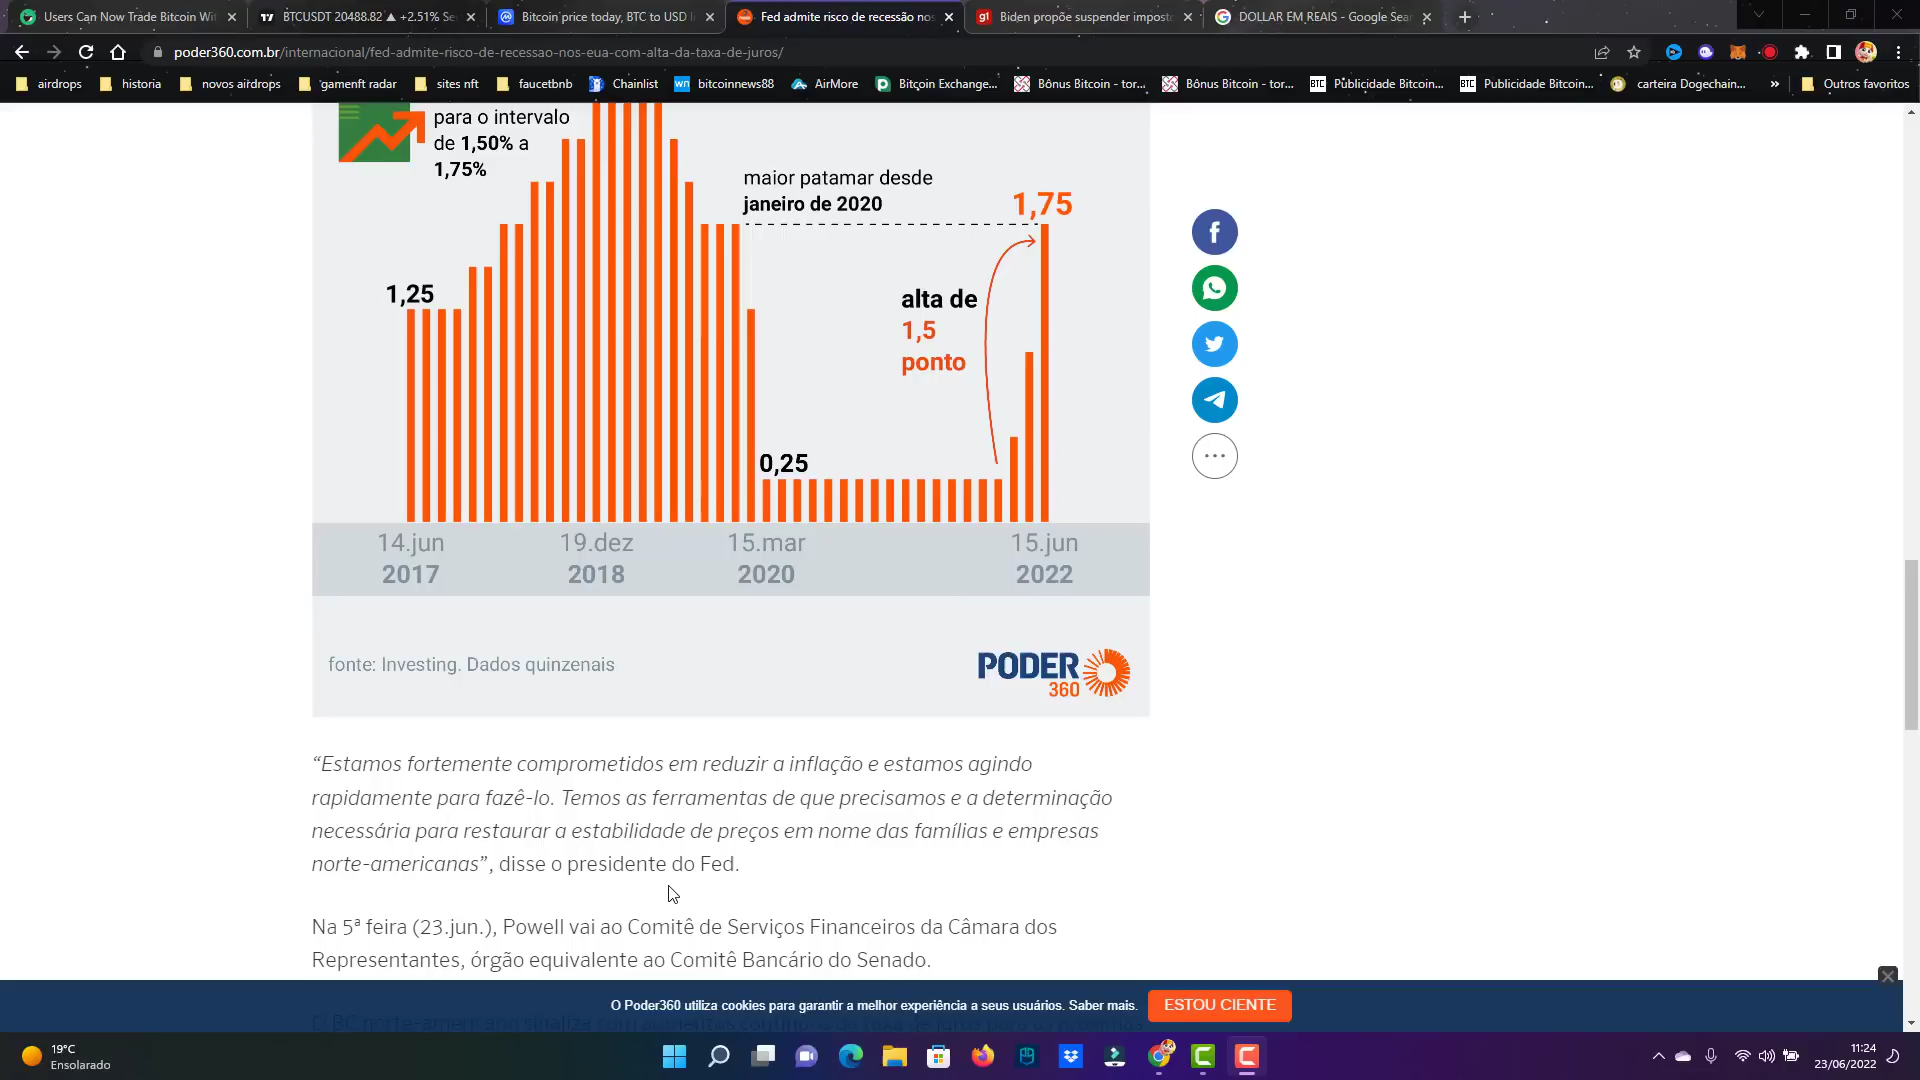 Users Can Now Trade Bitcoin Wit
BTCUSDT 20488.82 ▲ +2.51% Se
Bitcoin price today, BTC to USD l
Fed admite risco de recessão nos
g1 Biden propõe suspender impost
DOLLAR EM REAIS - Google Sea
poder360.com.br/internacional/fed-admite-risco-de-recessao-nos-eua-com-alta-da-taxa-de-juros/
airdrops
historia
novos airdrops
gamenft radar
sites nft
faucetbnb
Chainlist
wn bitcoinnews88
AirMore
Bitcoin Exchange...
Bônus Bitcoin - tor...
Bônus Bitcoin - tor...
BTC Publicidade Bitcoin...
BTC Publicidade Bitcoin...
carteira Dogechain...
»
Outros favoritos
para o intervalo
de 1,50% a
1,75%
maior patamar desde
janeiro de 2020
1,75
1,25
alta de
1,5
ponto
0,25
14.jun
2017
19.dez
2018
15.mar
2020
15.jun
2022
fonte: Investing. Dados quinzenais
PODER
360
“Estamos fortemente comprometidos em reduzir a inflação e estamos agindo
rapidamente para fazê-lo. Temos as ferramentas de que precisamos e a determinação
necessária para restaurar a estabilidade de preços em nome das famílias e empresas
norte-americanas”, disse o presidente do Fed.
Na 5ª feira (23.jun.), Powell vai ao Comitê de Serviços Financeiros da Câmara dos
Representantes, órgão equivalente ao Comitê Bancário do Senado.
O Poder360 utiliza cookies para garantir a melhor experiência a seus usuários. Saber mais.
ESTOU CIENTE
19°C
Ensolarado
11:24
23/06/2022